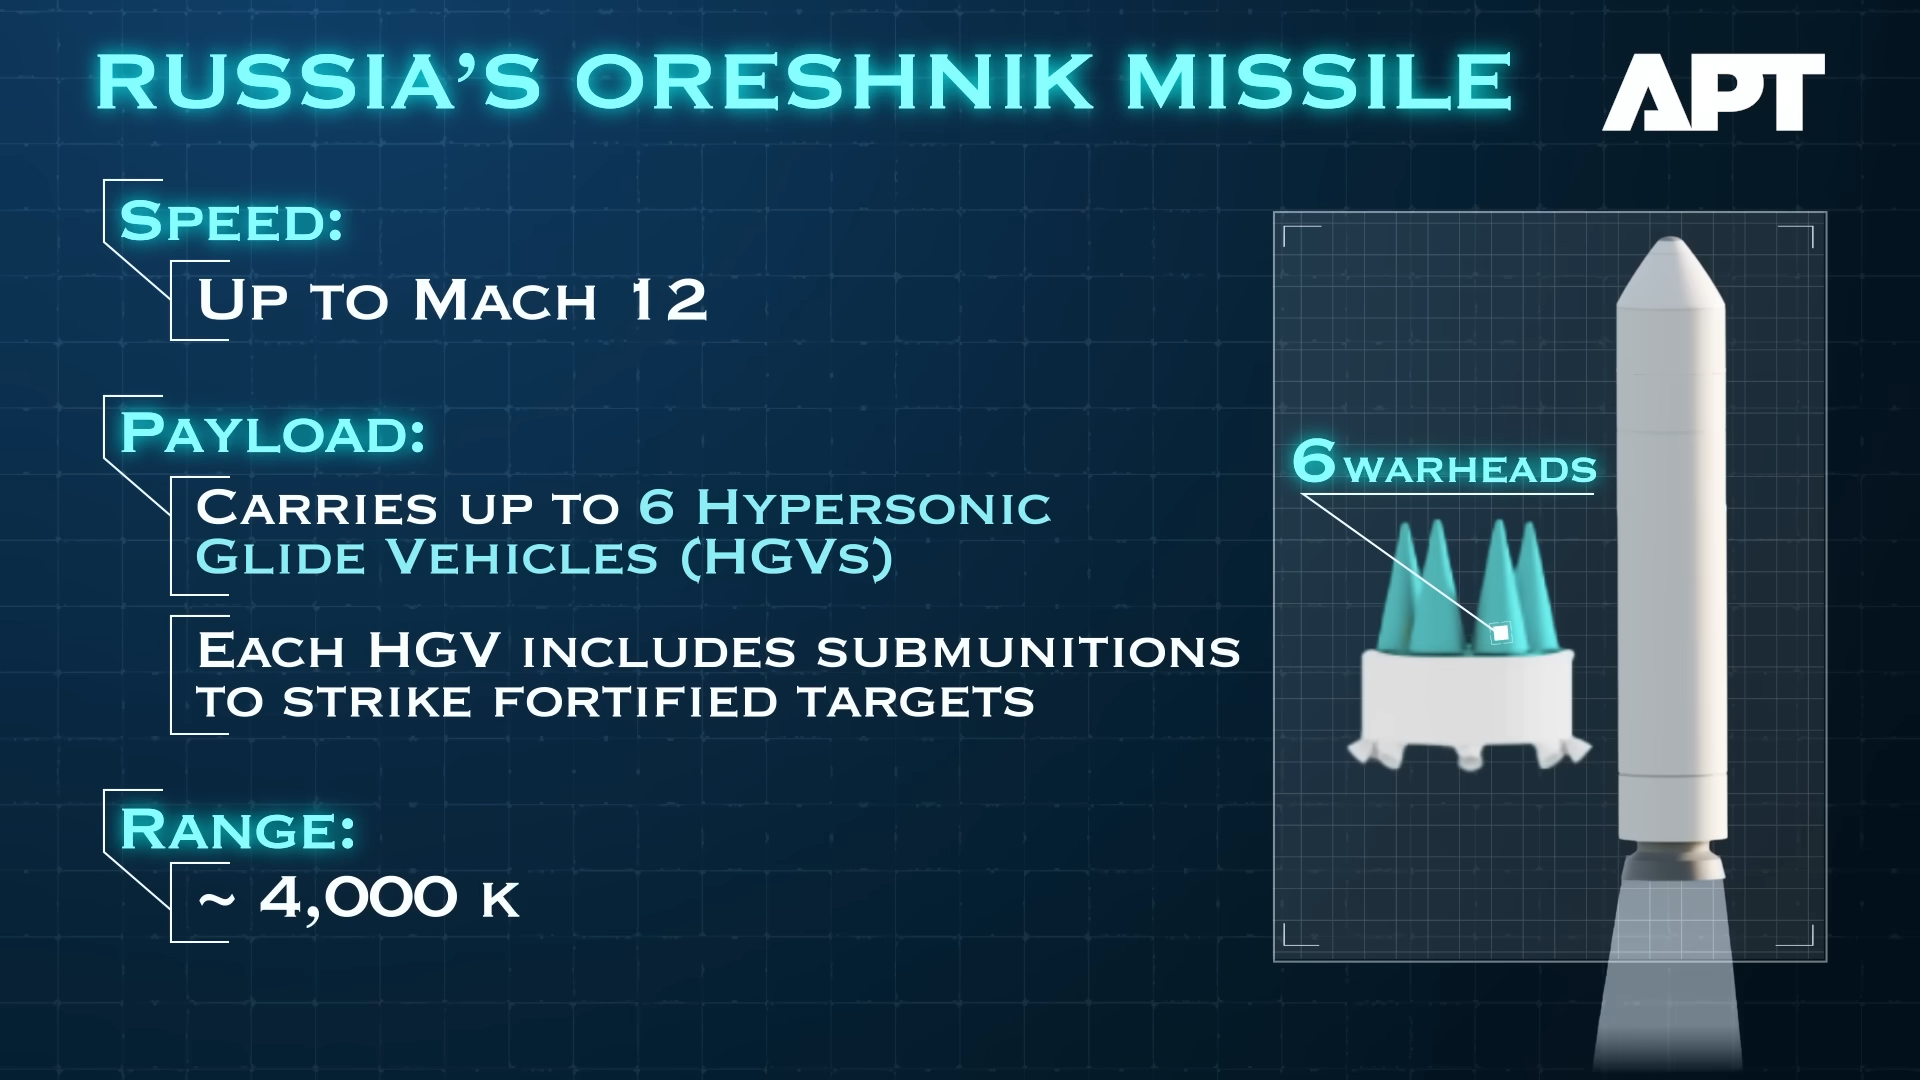 RUSSIA’S ORESHNIK MISSILE
APT
SPEED:
UP TO MACH 12
PAYLOAD:
CARRIES UP TO 6 HYPERSONIC
GLIDE VEHICLES (HGVS)
EACH HGV INCLUDES SUBMUNITIONS
TO STRIKE FORTIFIED TARGETS
RANGE:
~ 4,000 K
6 WARHEADS